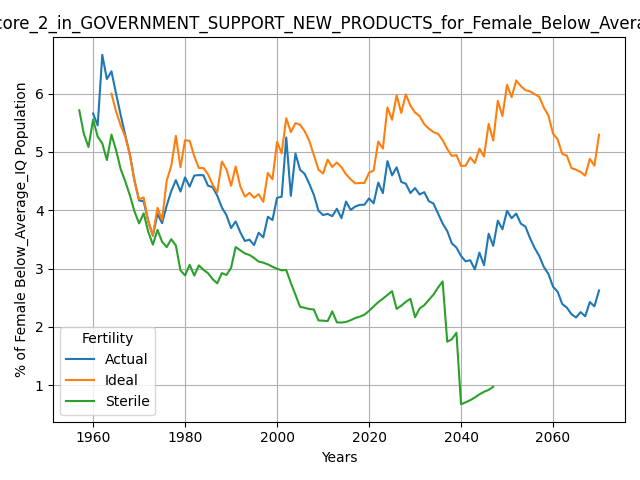 core_2_in_GOVERNMENT_SUPPORT_NEW_PRODUCTS_for_Female_Below_Avera
% of Female Below_Average_IQ Population
6
5
4
3
2
1
Fertility
Actual
Ideal
Sterile
1960 1980 2000 2020 2040 2060
Years